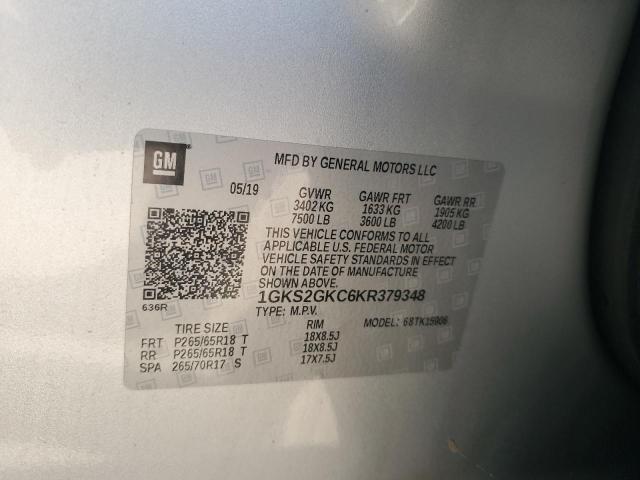 GM
MFD BY GENERAL MOTORS LLC
05/19 GVWR GAWR FRT GAWR RR
3402 KG 1633 KG 1905 KG
7500 LB 3600 LB 4200 LB
THIS VEHICLE CONFORMS TO ALL
APPLICABLE U.S. FEDERAL MOTOR
VEHICLE SAFETY STANDARDS IN EFFECT
ON THE DATE OF MANUFACTURE
SHOWN ABOVE.
636R
1GKS2GKC6KR379348
TYPE: M.P.V. MODEL: 68TK15906
TIRE SIZE RIM
FRT P265/65R18 T 18X8.5J
RR P265/65R18 T 18X8.5J
SPA 265/70R17 S 17X7.5J